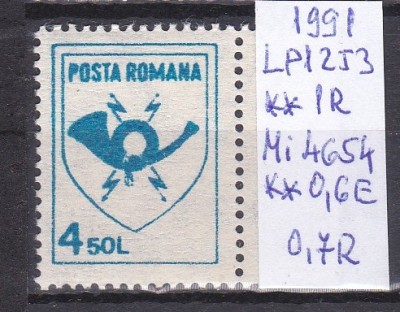 POSTA ROMANA
4 50L
1991
LP1253
** 1R
Mi 4654
** 0,6E
0,7R